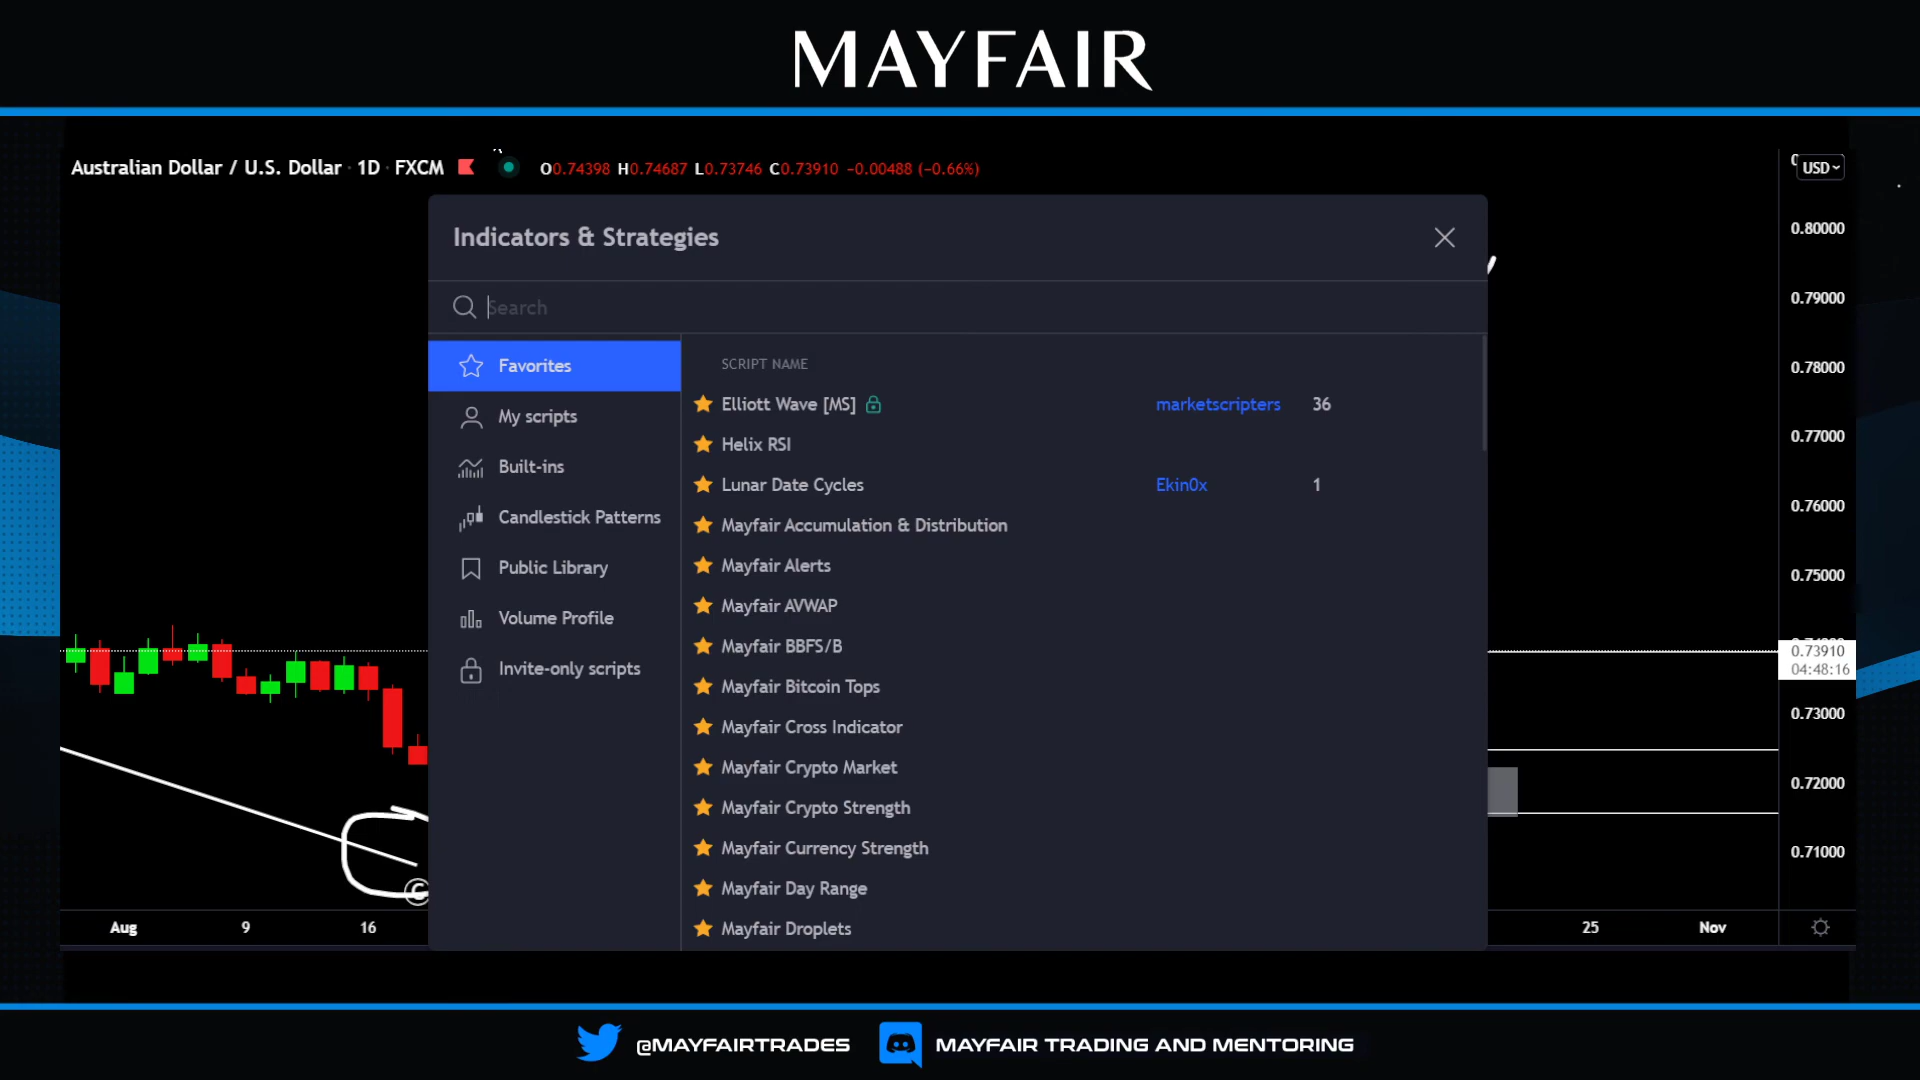 MAYFAIR
Australian Dollar / U.S. Dollar · 1D · FXCM
O0.74398 H0.74687 L0.73746 C0.73910 −0.00488 (−0.66%)
USD
Indicators & Strategies
Search
Favorites
My scripts
Built-ins
Candlestick Patterns
Public Library
Volume Profile
Invite-only scripts
SCRIPT NAME
Elliott Wave [MS] marketscripters 36
Helix RSI
Lunar Date Cycles Ekin0x 1
Mayfair Accumulation & Distribution
Mayfair Alerts
Mayfair AVWAP
Mayfair BBFS/B
Mayfair Bitcoin Tops
Mayfair Cross Indicator
Mayfair Crypto Market
Mayfair Crypto Strength
Mayfair Currency Strength
Mayfair Day Range
Mayfair Droplets
0.80000
0.79000
0.78000
0.77000
0.76000
0.75000
0.73910
04:48:16
0.73000
0.72000
0.71000
C
Aug 9 16 25 Nov
@MAYFAIRTRADES MAYFAIR TRADING AND MENTORING